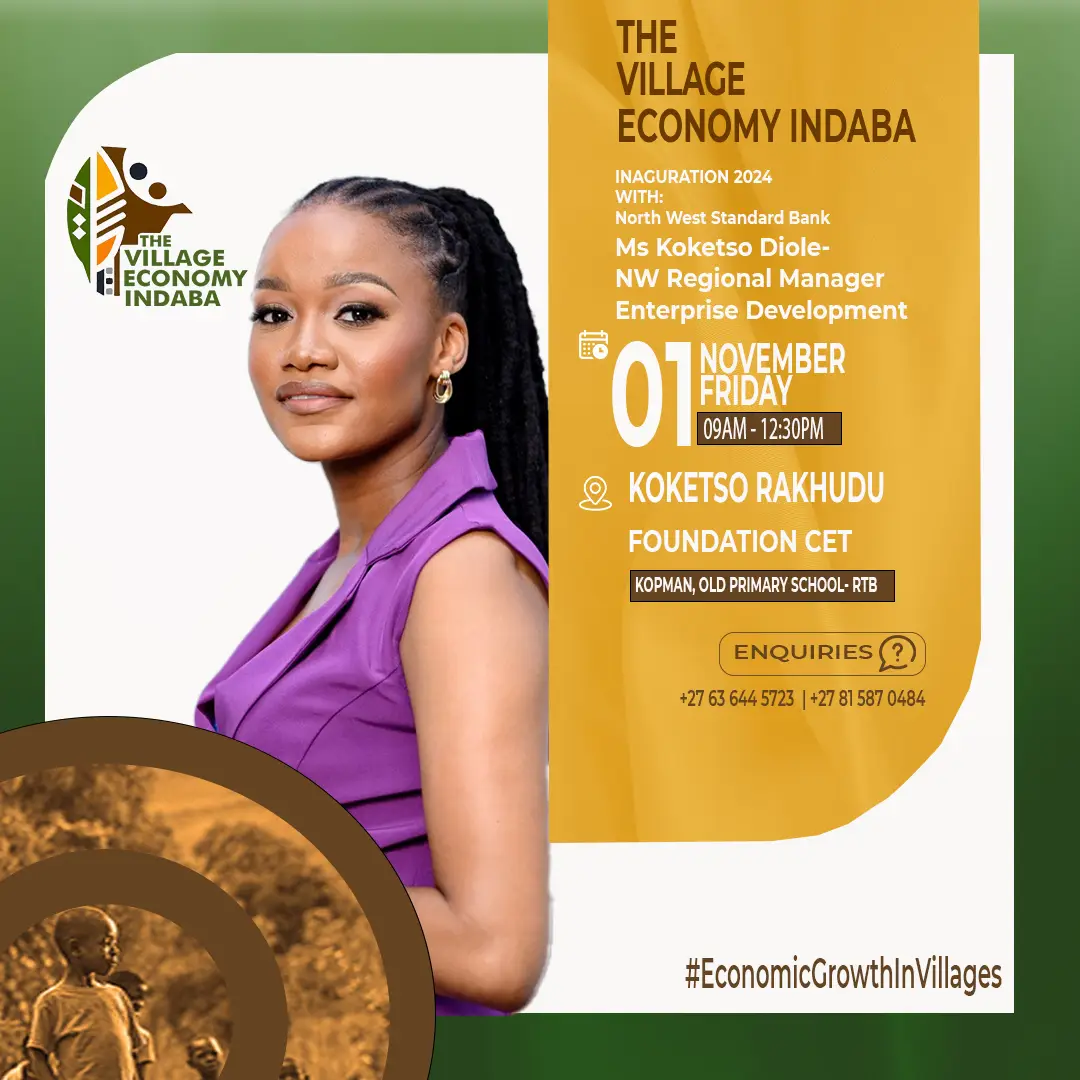 THE
VILLAGE
ECONOMY
INDABA
THE
VILLAGE
ECONOMY INDABA
INAGURATION 2024
WITH:
North West Standard Bank
Ms Koketso Diole-
NW Regional Manager
Enterprise Development
01
NOVEMBER
FRIDAY
09AM - 12:30PM
KOKETSO RAKHUDU
FOUNDATION CET
KOPMAN, OLD PRIMARY SCHOOL- RTB
ENQUIRIES ?
+27 63 644 5723 | +27 81 587 0484
#EconomicGrowthInVillages